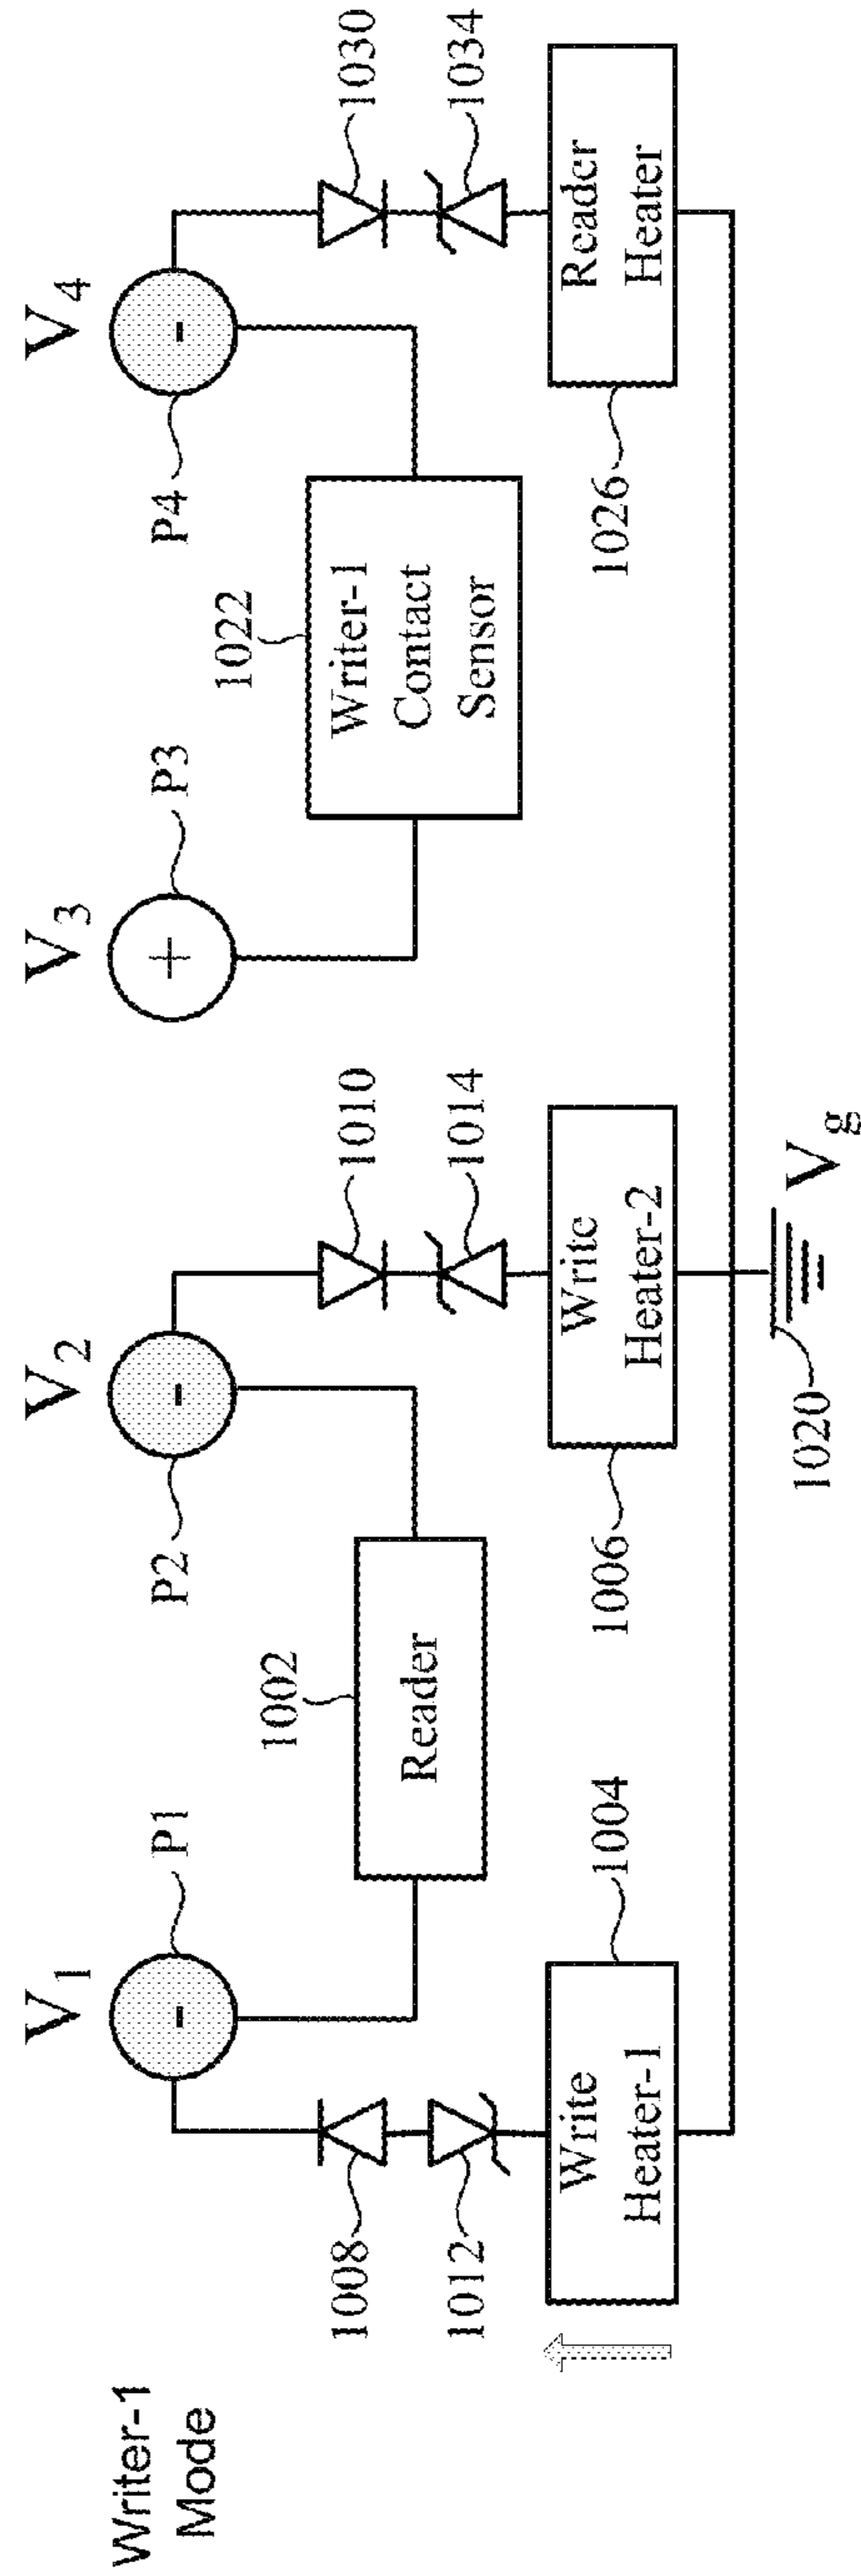 Writer-1
Mode
V1
V2
V3
V4
P1
P2
P3
P4
-
-
+
-
1008
1012
1002
Reader
1010
1014
1022
Writer-1
Contact
Sensor
1030
1034
Write
Heater-1
1004
Write
Heater-2
1006
Reader
Heater
1026
1020
Vg